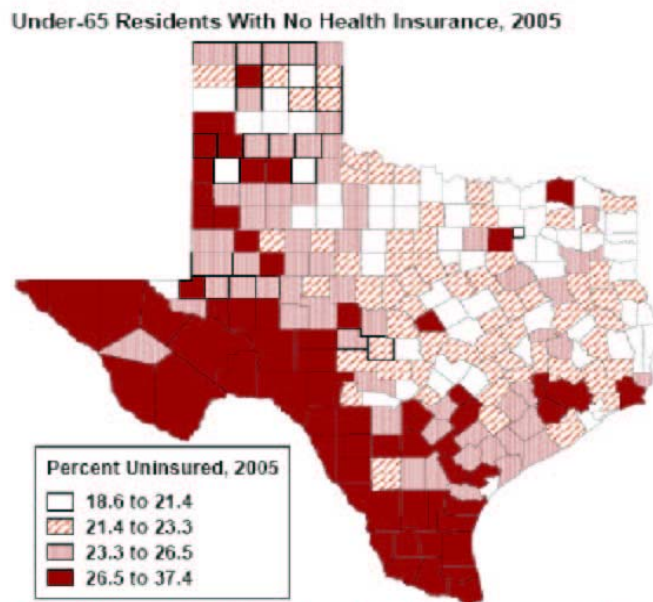 Under-65 Residents With No Health Insurance, 2005
Percent Uninsured, 2005
18.6 to 21.4
21.4 to 23.3
23.3 to 26.5
26.5 to 37.4